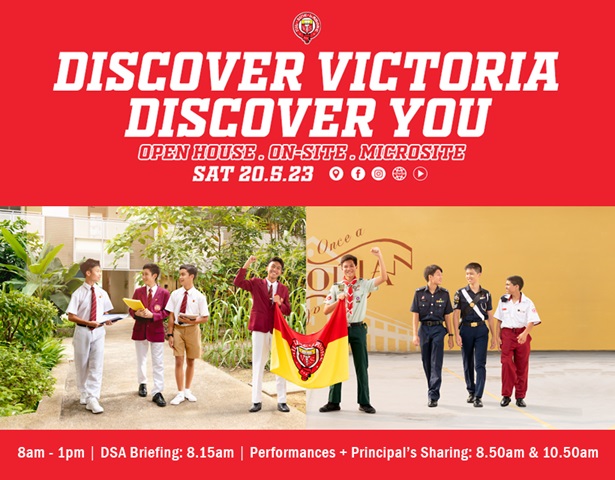 DISCOVER VICTORIA
DISCOVER YOU
OPEN HOUSE . ON-SITE . MICROSITE
SAT 20.5.23
Once a
8am - 1pm | DSA Briefing: 8.15am | Performances + Principal's Sharing: 8.50am & 10.50am